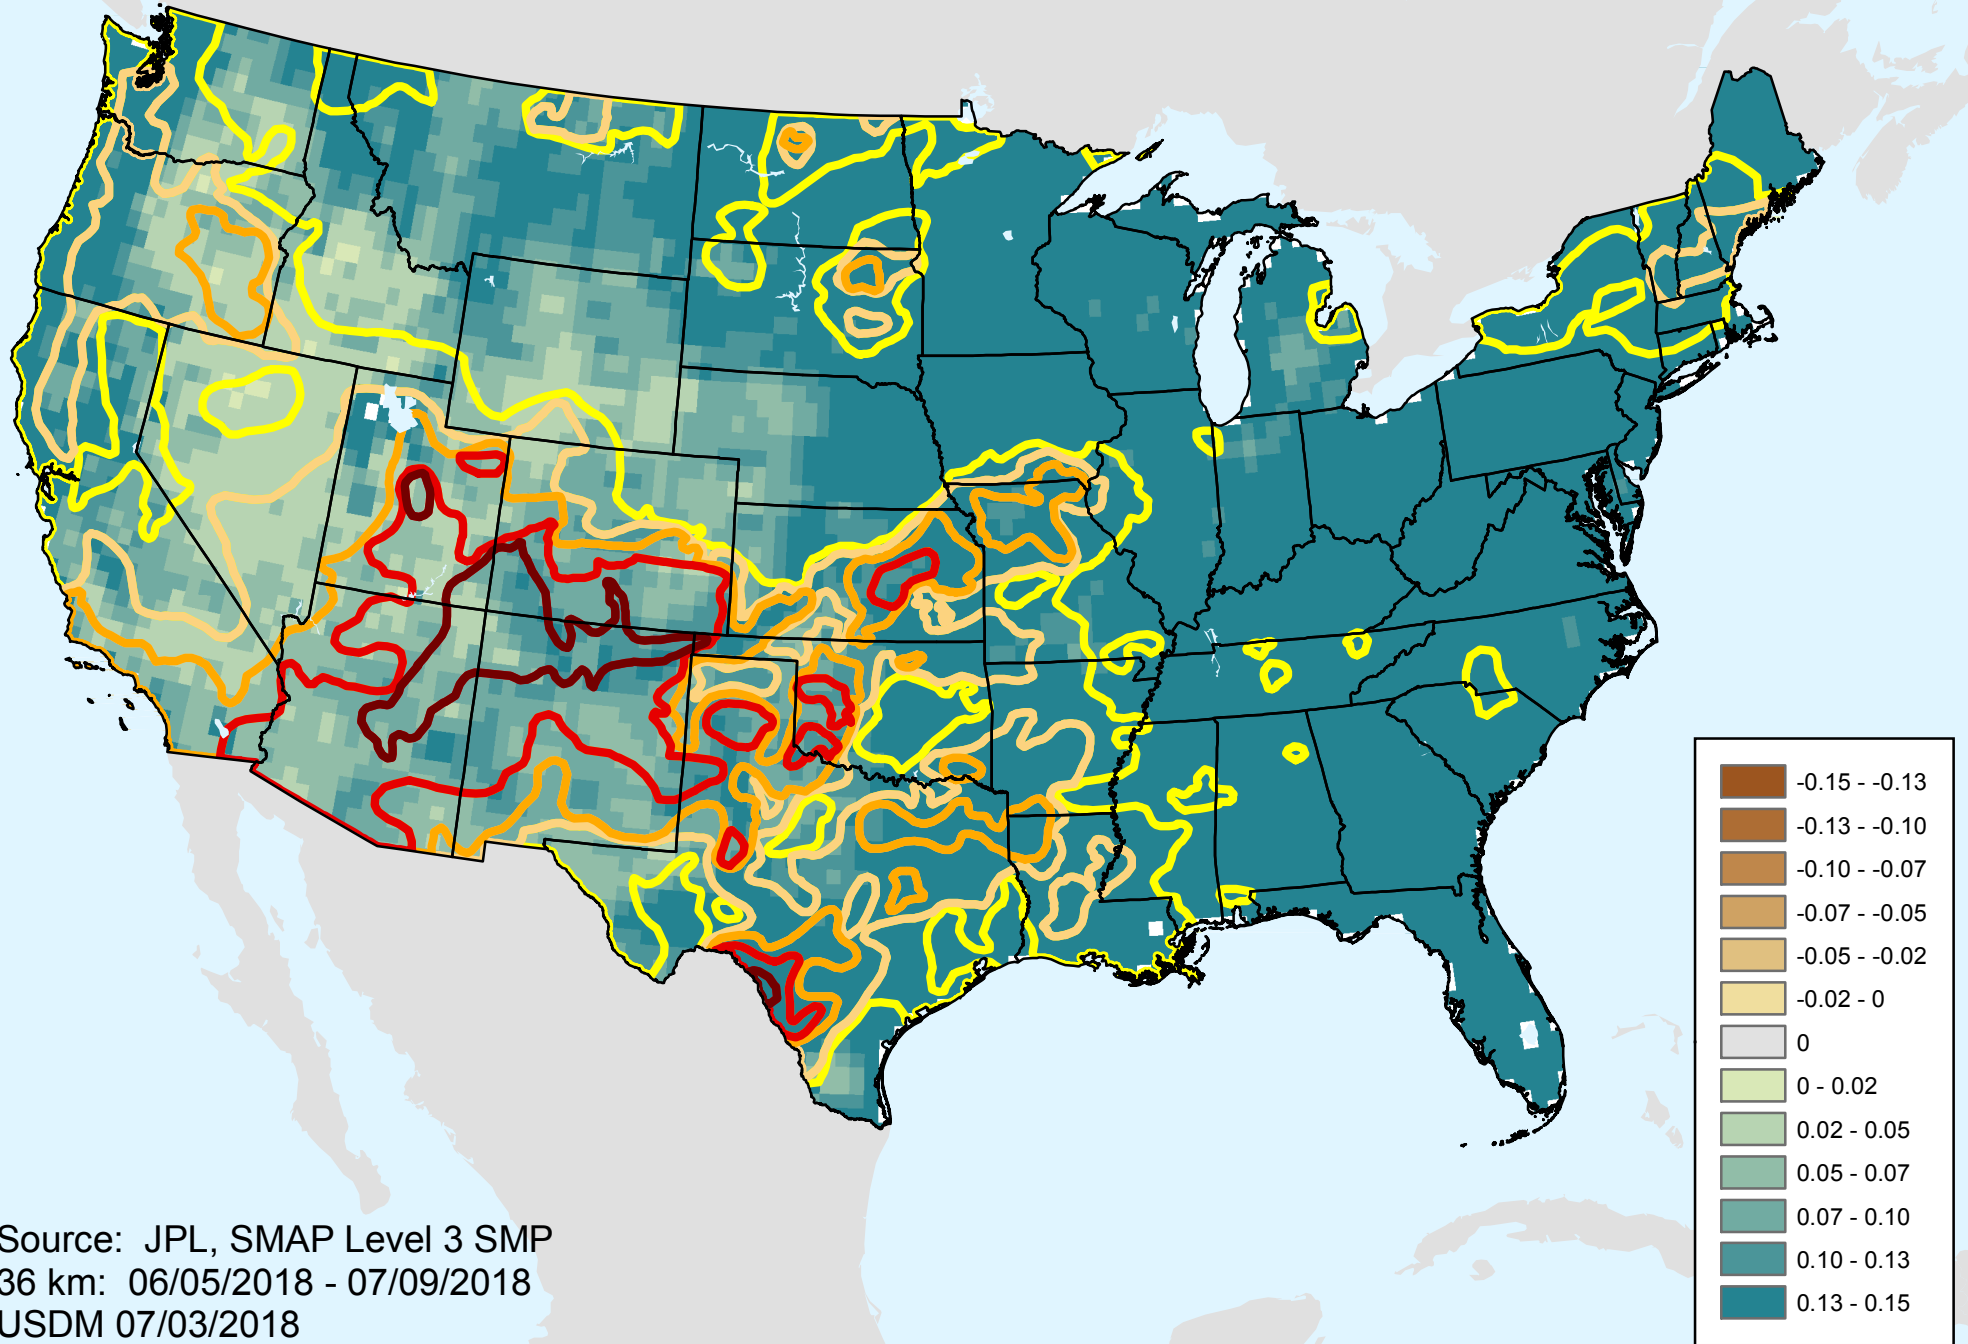 -0.15 - -0.13
-0.13 - -0.10
-0.10 - -0.07
-0.07 - -0.05
-0.05 - -0.02
-0.02 - 0
0
0 - 0.02
0.02 - 0.05
0.05 - 0.07
0.07 - 0.10
0.10 - 0.13
0.13 - 0.15
Source: JPL, SMAP Level 3 SMP
36 km: 06/05/2018 - 07/09/2018
USDM 07/03/2018